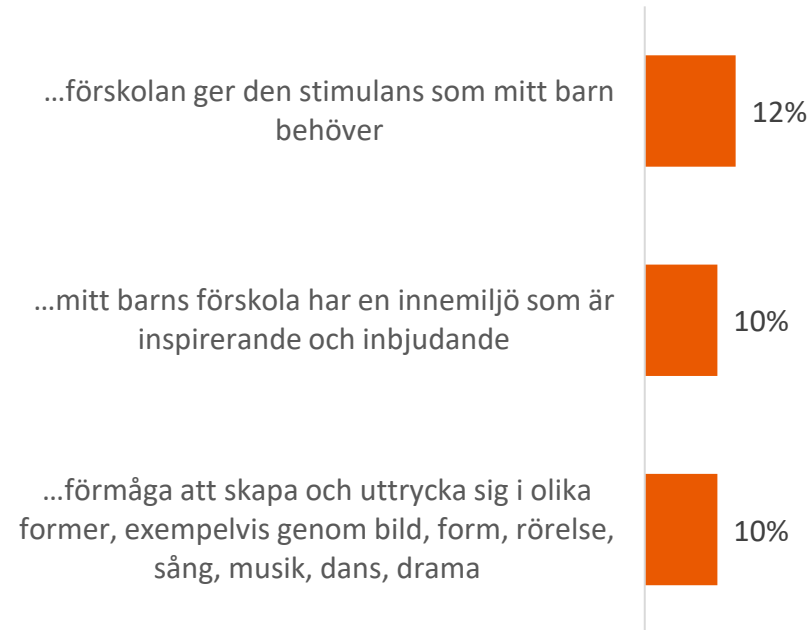 ...förskolan ger den stimulans som mitt barn
behöver
12%
...mitt barns förskola har en innemiljö som är
inspirerande och inbjudande
10%
...förmåga att skapa och uttrycka sig i olika
former, exempelvis genom bild, form, rörelse,
sång, musik, dans, drama
10%